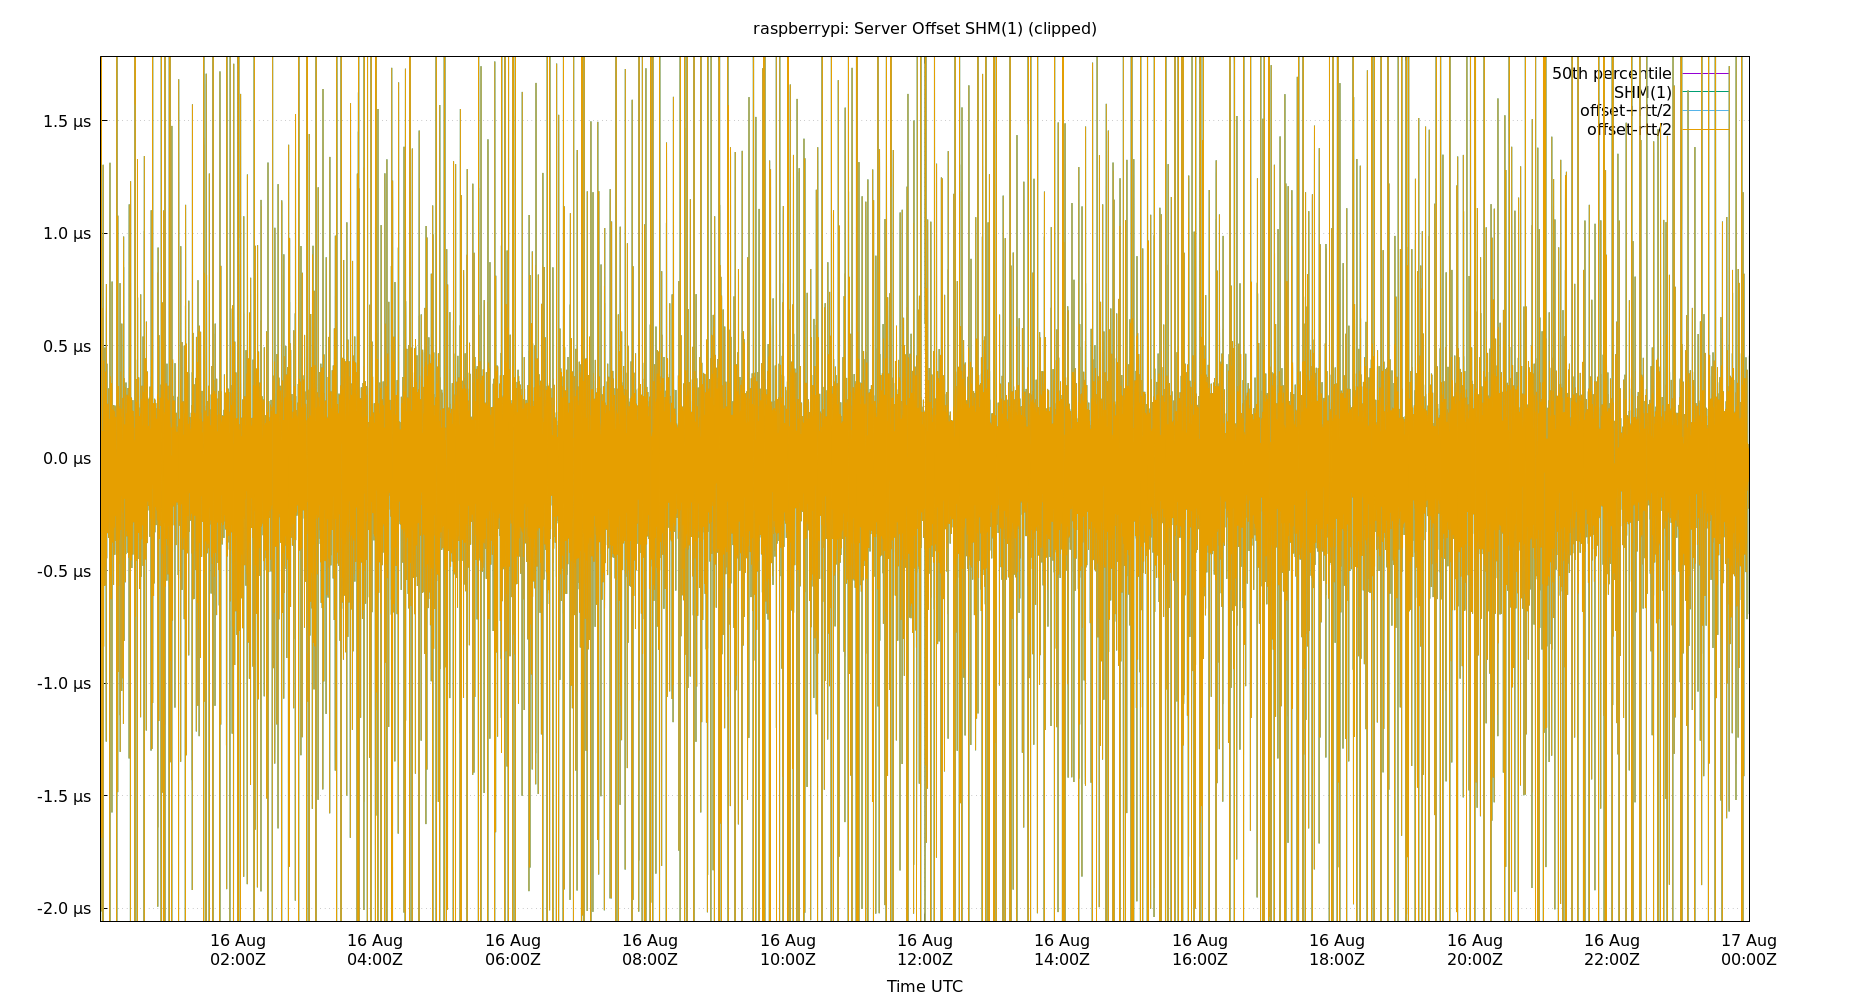 raspberrypi: Server Offset SHM(1) (clipped)
50th percentile
SHM(1)
offset+rtt/2
offset-rtt/2
1.5 µs
1.0 µs
0.5 µs
0.0 µs
-0.5 µs
-1.0 µs
-1.5 µs
-2.0 µs
16 Aug 16 Aug 16 Aug 16 Aug 16 Aug 16 Aug 16 Aug 16 Aug 16 Aug 16 Aug 16 Aug 17 Aug
02:00Z 04:00Z 06:00Z 08:00Z 10:00Z 12:00Z 14:00Z 16:00Z 18:00Z 20:00Z 22:00Z 00:00Z
Time UTC